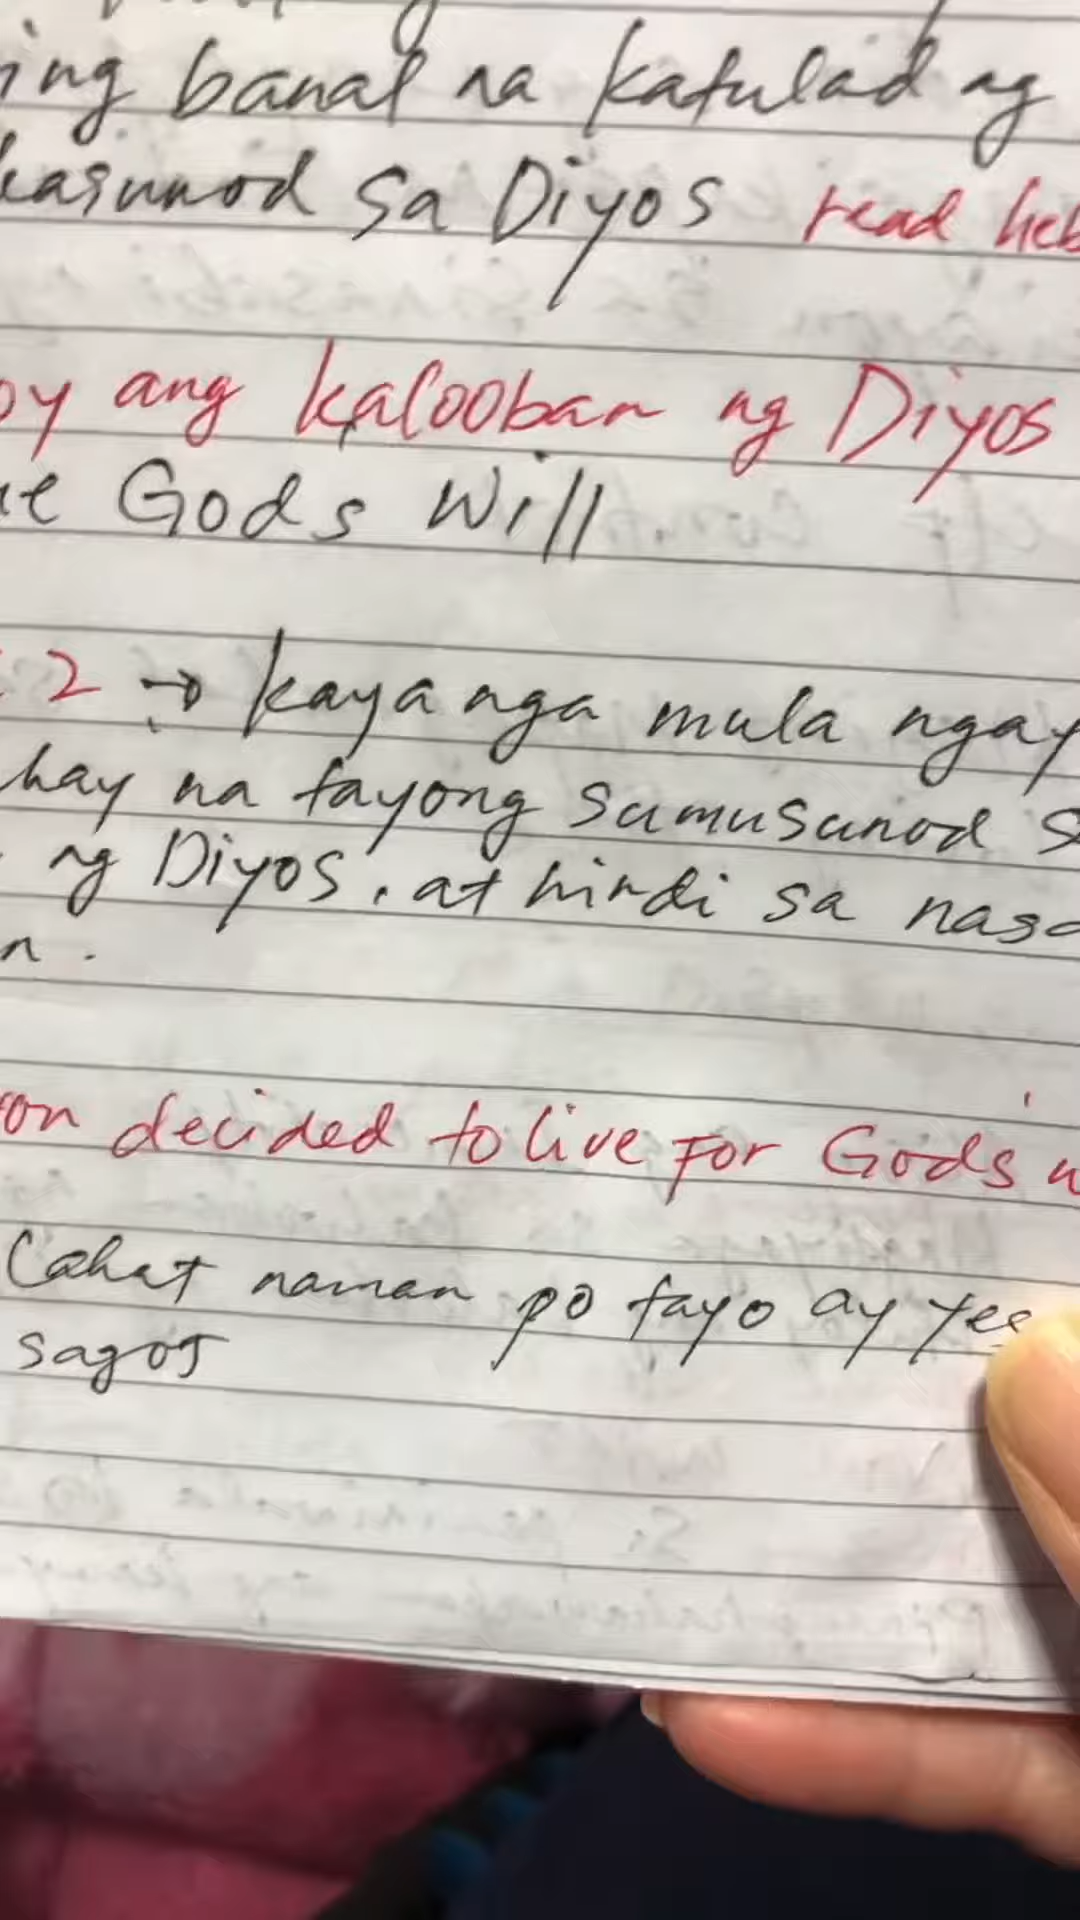 ing banal na katulad ng
kasunod sa Diyos read heb
oy ang kalooban ng Diyos
Gods Will
2 → kaya nga mula ngay
hay na tayong sumusunod s
ng Diyos, at hindi sa nasa
n.
on decided to live For Gods w
Lahat naman po tayo ay yes
sagot